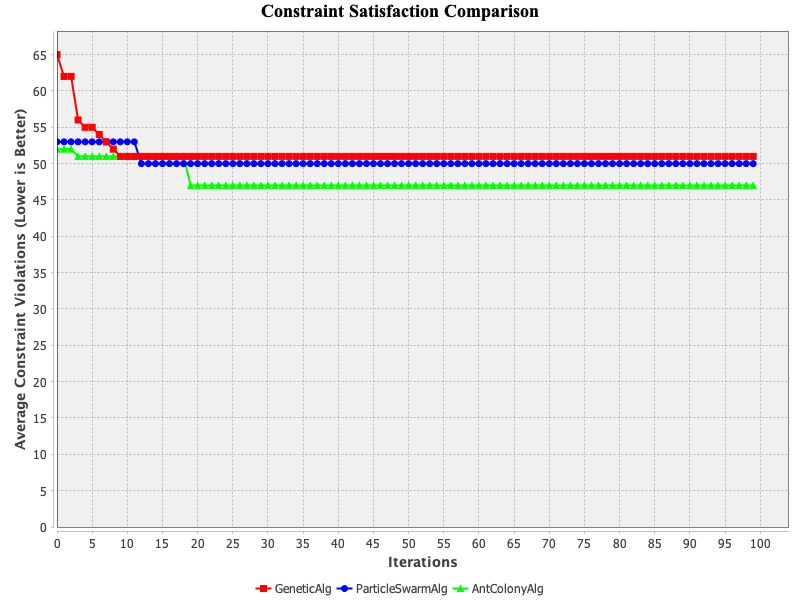 Constraint Satisfaction Comparison
Average Constraint Violations (Lower is Better)
65
60
55
50
45
40
35
30
25
20
15
10
5
0
0 5 10 15 20 25 30 35 40 45 50 55 60 65 70 75 80 85 90 95 100
Iterations
GeneticAlg ParticleSwarmAlg AntColonyAlg